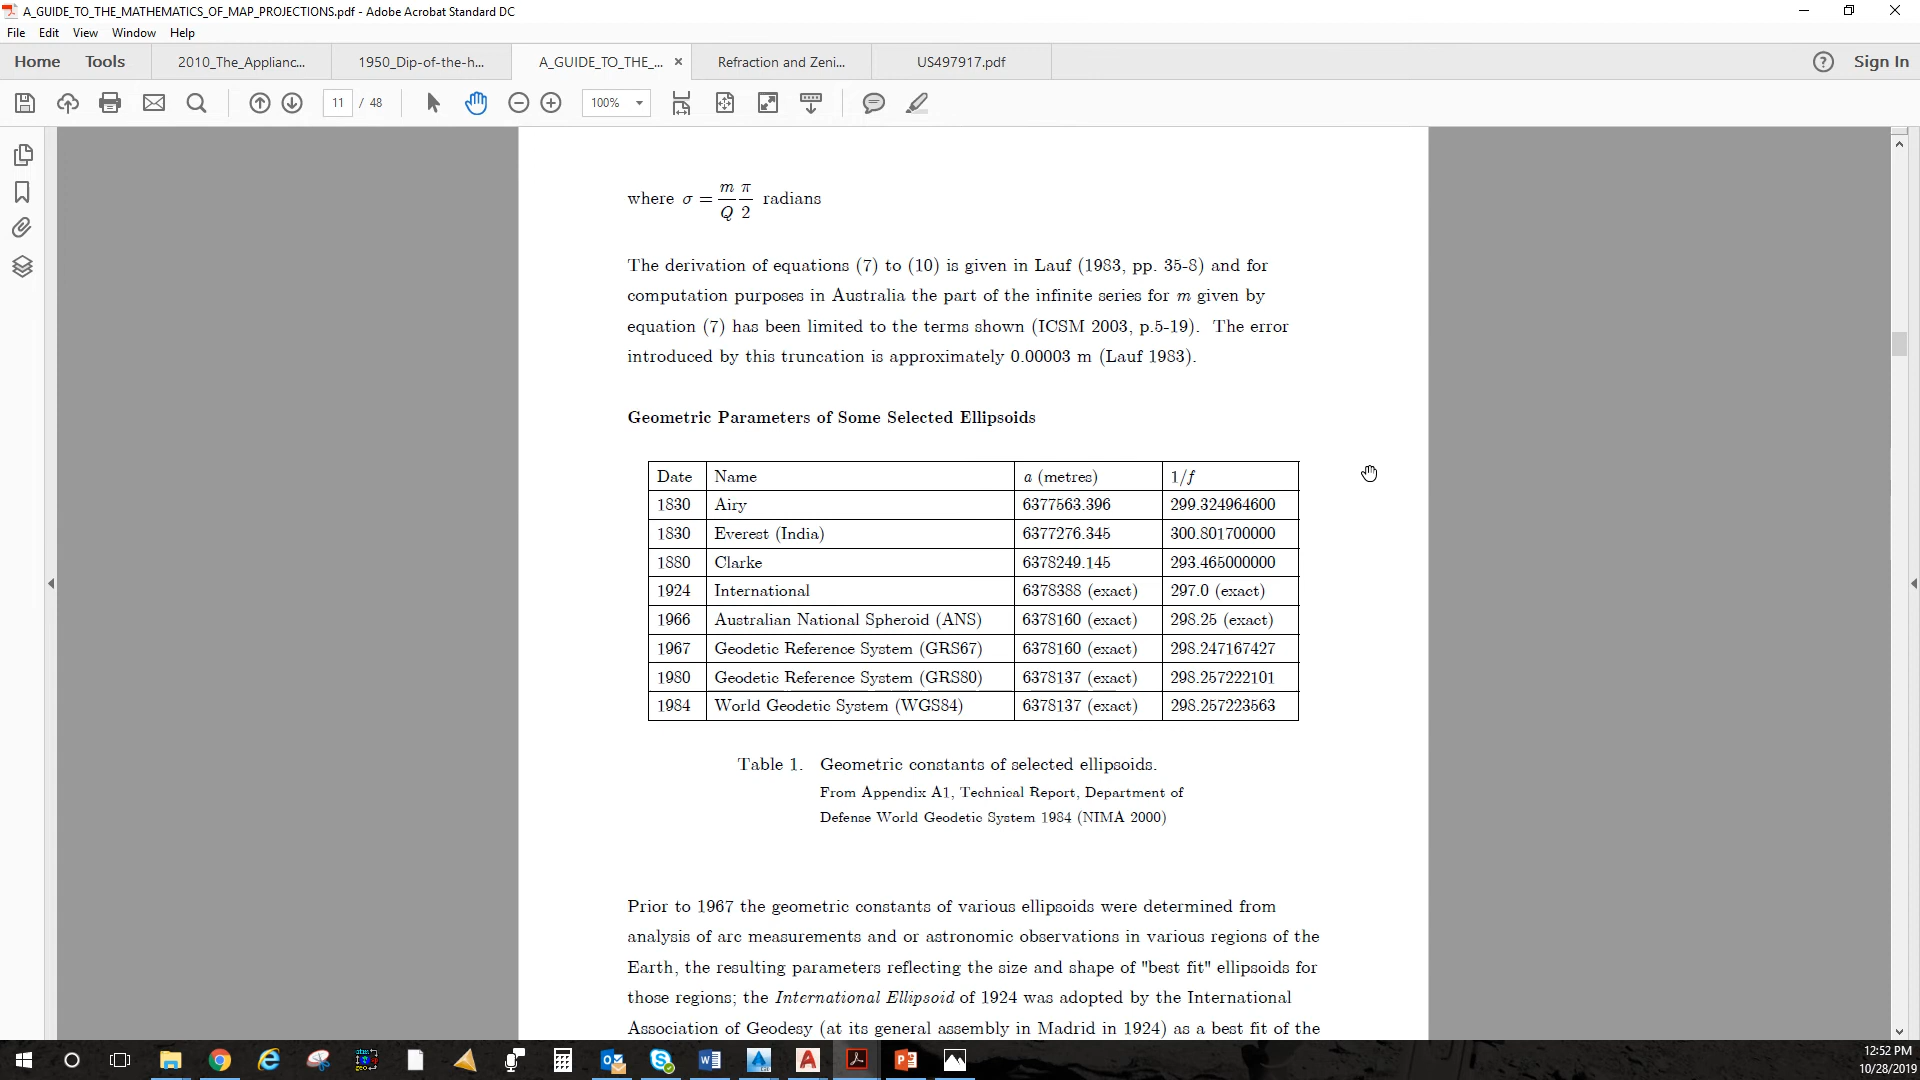 A_GUIDE_TO_THE_MATHEMATICS_OF_MAP_PROJECTIONS.pdf - Adobe Acrobat Standard DC
File Edit View Window Help
Home Tools 2010_The_Applianc... 1950_Dip-of-the-h... A_GUIDE_TO_THE_... Refraction and Zeni... US497917.pdf Sign In
11 / 48 100%
where σ = m/Q π/2 radians
The derivation of equations (7) to (10) is given in Lauf (1983, pp. 35-8) and for
computation purposes in Australia the part of the infinite series for m given by
equation (7) has been limited to the terms shown (ICSM 2003, p.5-19). The error
introduced by this truncation is approximately 0.00003 m (Lauf 1983).
Geometric Parameters of Some Selected Ellipsoids
Date Name a (metres) 1/f
1830 Airy 6377563.396 299.324964600
1830 Everest (India) 6377276.345 300.801700000
1880 Clarke 6378249.145 293.465000000
1924 International 6378388 (exact) 297.0 (exact)
1966 Australian National Spheroid (ANS) 6378160 (exact) 298.25 (exact)
1967 Geodetic Reference System (GRS67) 6378160 (exact) 298.247167427
1980 Geodetic Reference System (GRS80) 6378137 (exact) 298.257222101
1984 World Geodetic System (WGS84) 6378137 (exact) 298.257223563
Table 1. Geometric constants of selected ellipsoids.
From Appendix A1, Technical Report, Department of
Defense World Geodetic System 1984 (NIMA 2000)
Prior to 1967 the geometric constants of various ellipsoids were determined from
analysis of arc measurements and or astronomic observations in various regions of the
Earth, the resulting parameters reflecting the size and shape of "best fit" ellipsoids for
those regions; the International Ellipsoid of 1924 was adopted by the International
Association of Geodesy (at its general assembly in Madrid in 1924) as a best fit of the
12:52 PM
10/28/2019